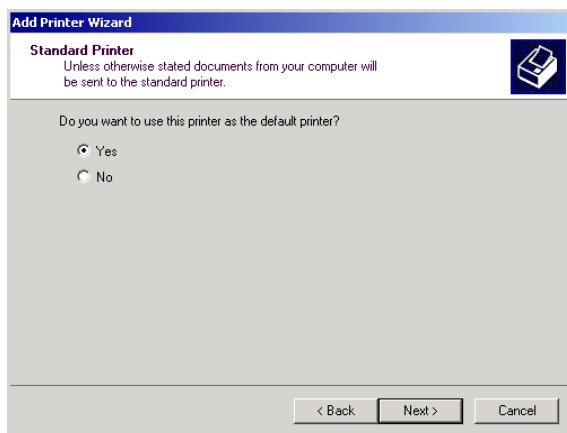 Add Printer Wizard
Standard Printer
Unless otherwise stated documents from your computer will
be sent to the standard printer.
Do you want to use this printer as the default printer?
Yes
No
< Back Next > Cancel